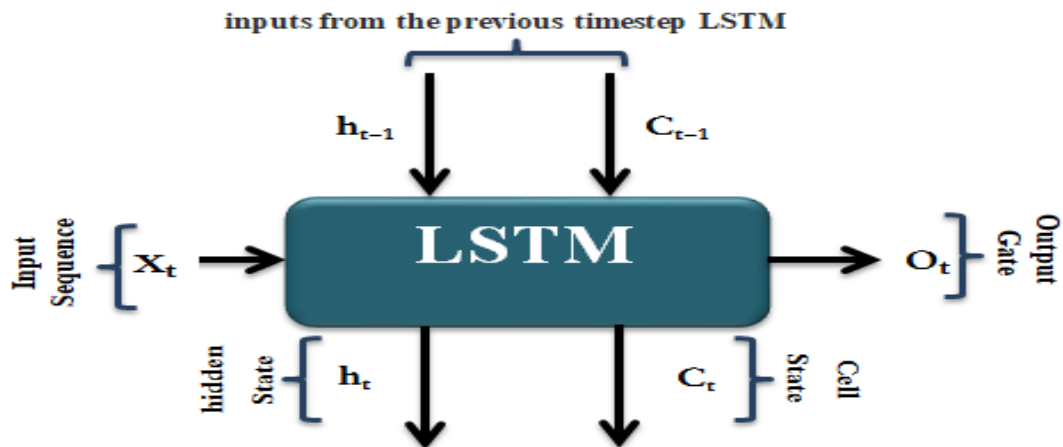 inputs from the previous timestep LSTM
hₜ₋₁
Cₜ₋₁
LSTM
Input
Sequence
Xₜ
Oₜ
Output
Gate
hidden
State
hₜ
Cₜ
Cell
State